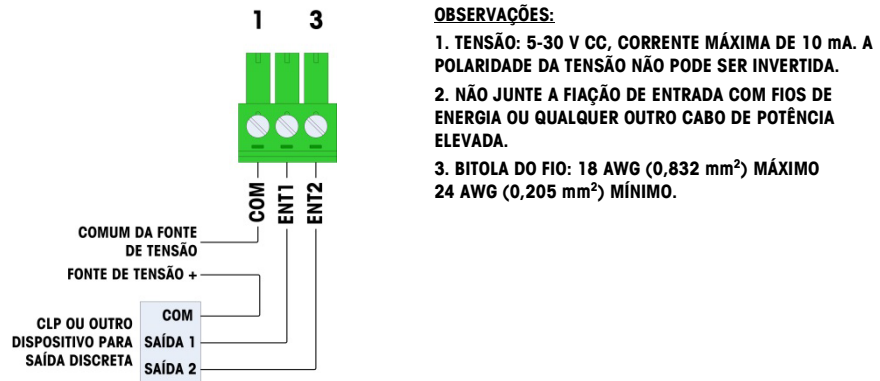 1 3
COM
ENT1
ENT2
COMUM DA FONTE
DE TENSÃO
FONTE DE TENSÃO +
CLP OU OUTRO
DISPOSITIVO PARA
SAÍDA DISCRETA
COM
SAÍDA 1
SAÍDA 2
OBSERVAÇÕES:
1. TENSÃO: 5-30 V CC, CORRENTE MÁXIMA DE 10 mA. A
POLARIDADE DA TENSÃO NÃO PODE SER INVERTIDA.
2. NÃO JUNTE A FIAÇÃO DE ENTRADA COM FIOS DE
ENERGIA OU QUALQUER OUTRO CABO DE POTÊNCIA
ELEVADA.
3. BITOLA DO FIO: 18 AWG (0,832 mm²) MÁXIMO
24 AWG (0,205 mm²) MÍNIMO.